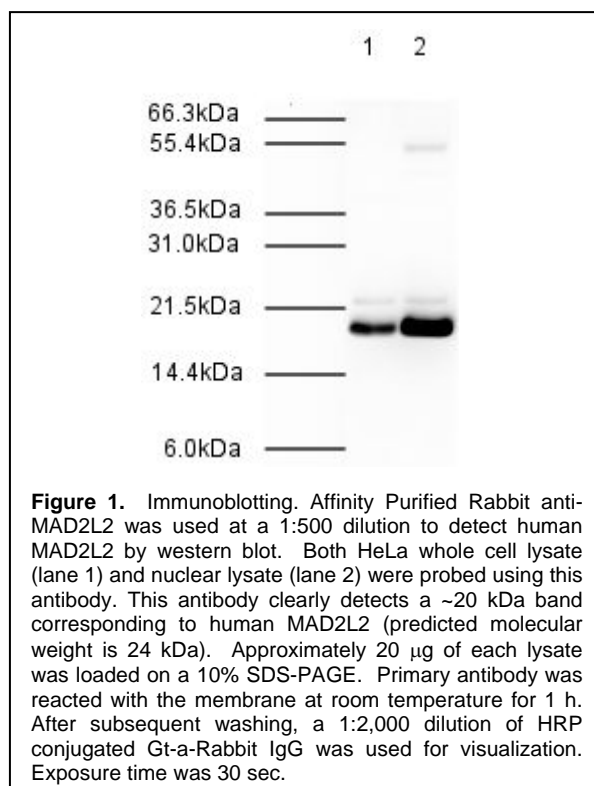 1 2
66.3kDa
55.4kDa
36.5kDa
31.0kDa
21.5kDa
14.4kDa
6.0kDa
Figure 1. Immunoblotting. Affinity Purified Rabbit anti-
MAD2L2 was used at a 1:500 dilution to detect human
MAD2L2 by western blot. Both HeLa whole cell lysate
(lane 1) and nuclear lysate (lane 2) were probed using this
antibody. This antibody clearly detects a ~20 kDa band
corresponding to human MAD2L2 (predicted molecular
weight is 24 kDa). Approximately 20 μg of each lysate
was loaded on a 10% SDS-PAGE. Primary antibody was
reacted with the membrane at room temperature for 1 h.
After subsequent washing, a 1:2,000 dilution of HRP
conjugated Gt-a-Rabbit IgG was used for visualization.
Exposure time was 30 sec.